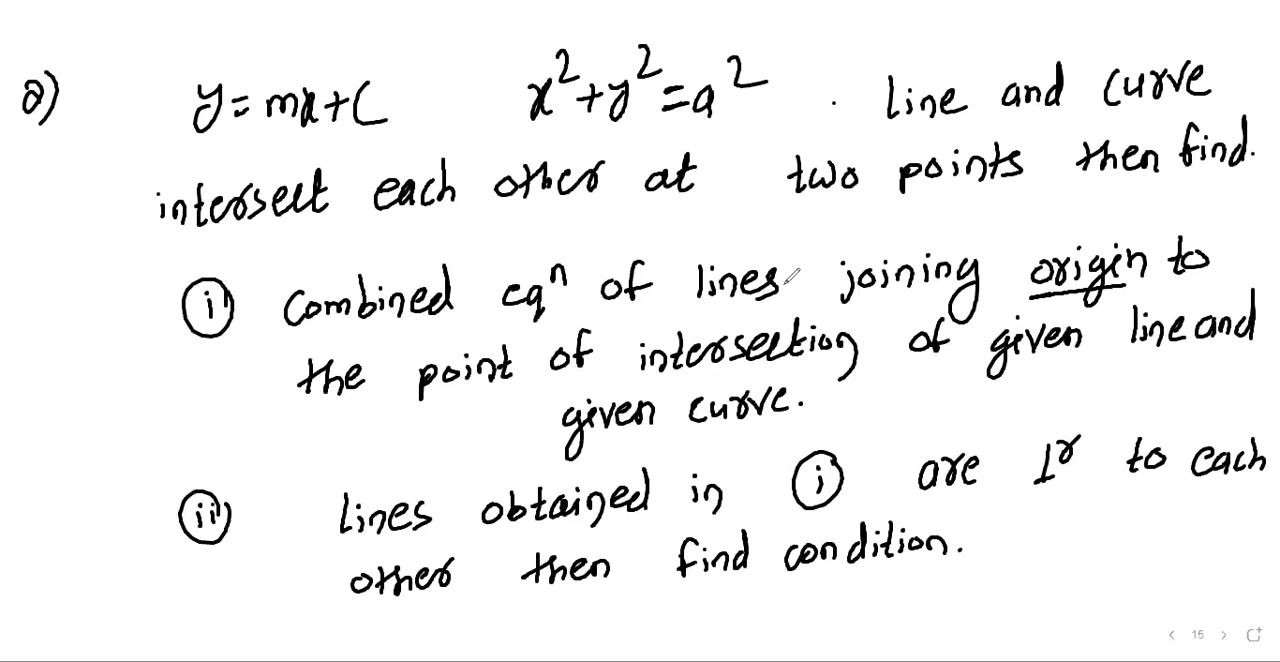 Q) y = mx + C x² + y² = a² . line and curve
intersect each other at two points then find.
(i) Combined eqⁿ of lines joining origin to
the point of intersection of given line and
given curve.
(ii) Lines obtained in (i) are ⊥ʳ to each
other then find condition.
< 16 >